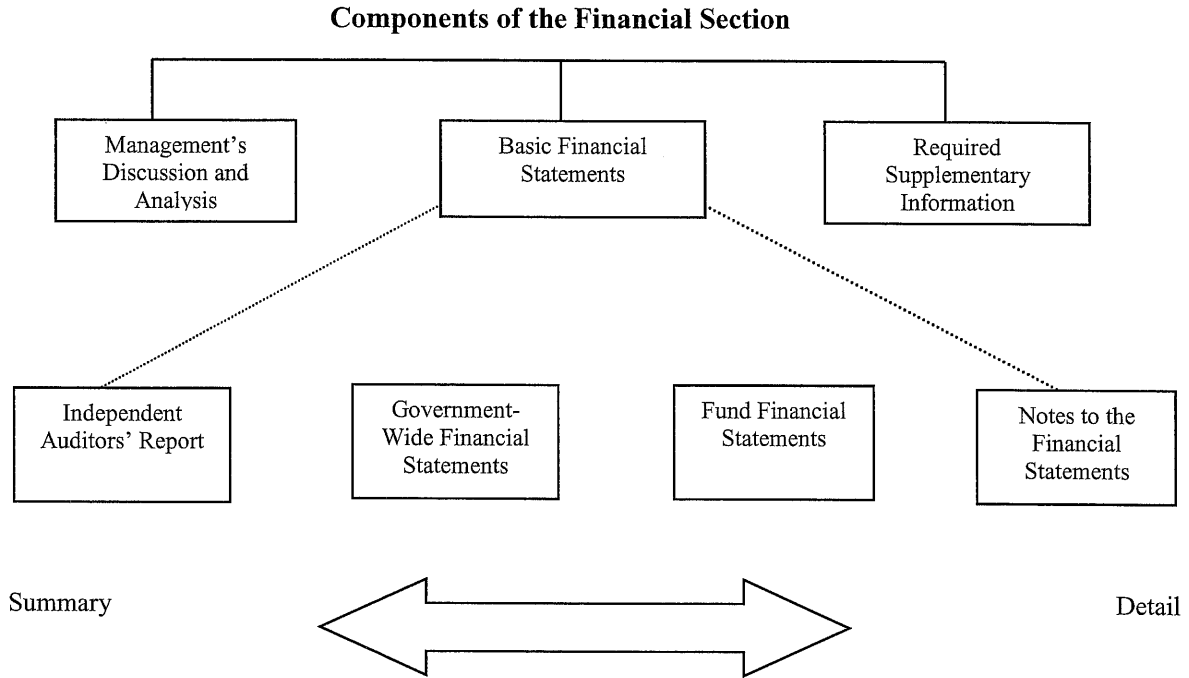 Components of the Financial Section
Management's
Discussion and
Analysis
Basic Financial
Statements
Required
Supplementary
Information
Independent
Auditors' Report
Government-
Wide Financial
Statements
Fund Financial
Statements
Notes to the
Financial
Statements
Summary
Detail